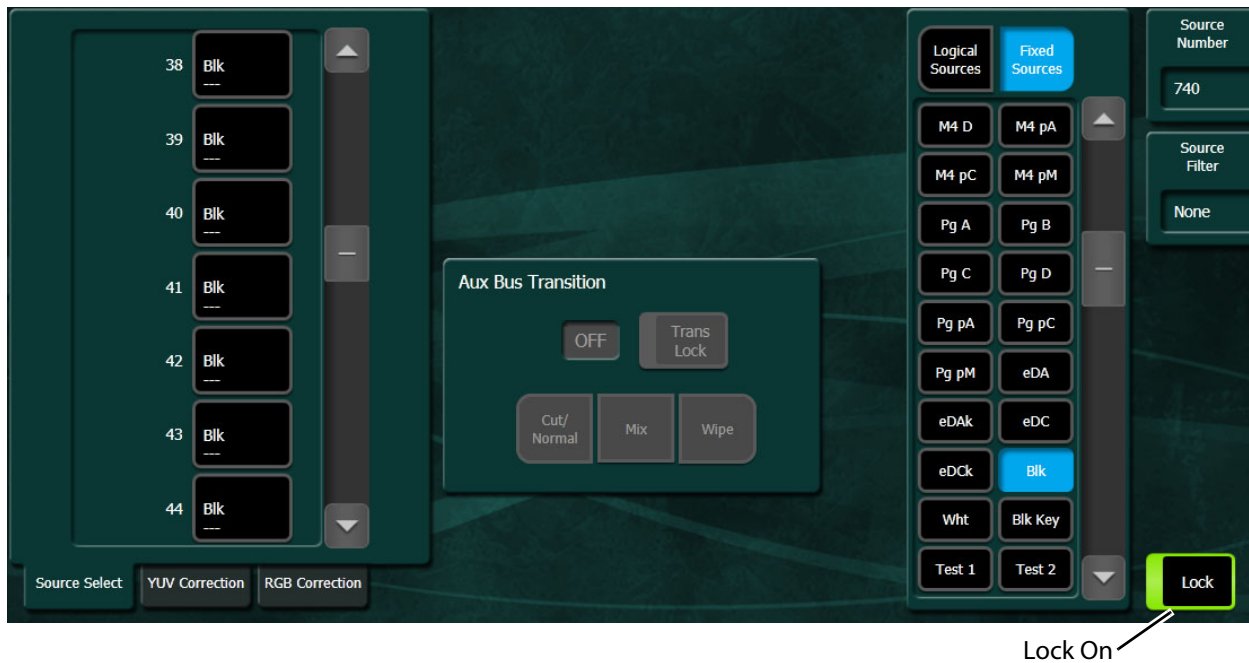 38 Blk
---
39 Blk
---
40 Blk
---
41 Blk
---
42 Blk
---
43 Blk
---
44 Blk
---
Source Select YUV Correction RGB Correction
Aux Bus Transition
OFF
Trans
Lock
Cut/
Normal
Mix
Wipe
Logical
Sources
Fixed
Sources
M4 D M4 pA
M4 pC M4 pM
Pg A Pg B
Pg C Pg D
Pg pA Pg pC
Pg pM eDA
eDAk eDC
eDCk Blk
Wht Blk Key
Test 1 Test 2
Source
Number
740
Source
Filter
None
Lock
Lock On